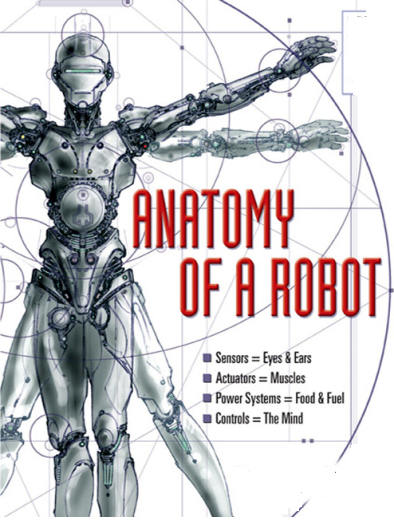 ANATOMY
OF A ROBOT
Sensors = Eyes & Ears
Actuators = Muscles
Power Systems = Food & Fuel
Controls = The Mind